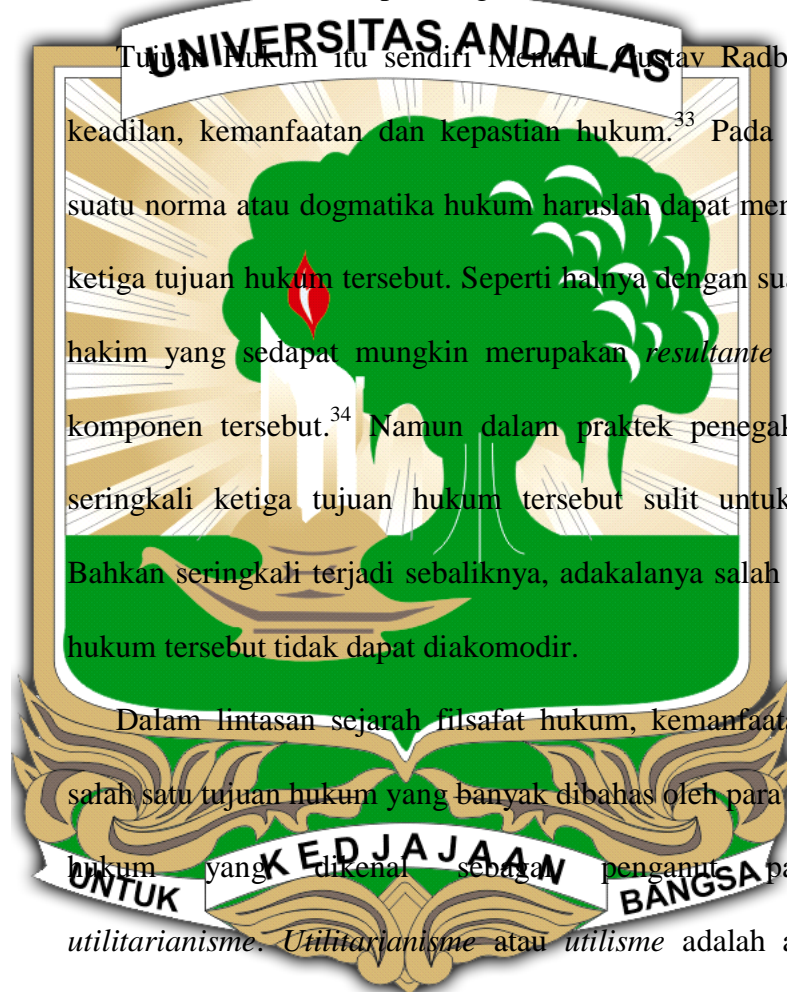 UNIVERSITAS ANDALAS
Tujuan Hukum itu sendiri Menurut Gustav Radb
keadilan, kemanfaatan dan kepastian hukum.33 Pada
suatu norma atau dogmatika hukum haruslah dapat mem
ketiga tujuan hukum tersebut. Seperti halnya dengan sua
hakim yang sedapat mungkin merupakan resultante
komponen tersebut.34 Namun dalam praktek penegak
seringkali ketiga tujuan hukum tersebut sulit untuk
Bahkan seringkali terjadi sebaliknya, adakalanya salah
hukum tersebut tidak dapat diakomodir.
Dalam lintasan sejarah filsafat hukum, kemanfaata
salah satu tujuan hukum yang banyak dibahas oleh para
hukum yang dikenal sebagai penganut pa
utilitarianisme. Utilitarianisme atau utilisme adalah a
UNTUK KEDJAJAAN BANGSA